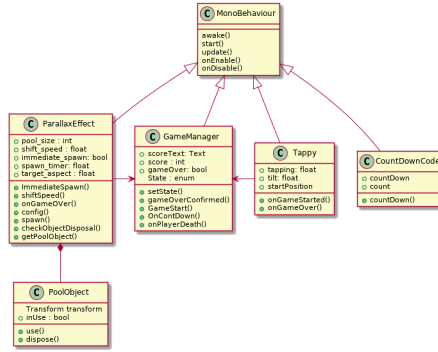 C MonoBehaviour
awake()
start()
update()
onEnable()
onDisable()
C ParallaxEffect
pool_size : int
shift_speed : float
immediate_spawn: bool
spawn_timer: float
target_aspect : float
ImmediateSpawn()
shiftSpeed()
onGameOVer()
config()
spawn()
checkObjectDisposal()
getPoolObject()
C GameManager
scoreText: Text
score : int
gameOver: bool
State : enum
setState()
gameOverConfirmed()
GameStart()
OnContDown()
onPlayerDeath()
C Tappy
tapping: float
tilt: float
startPosition
onGameStarted()
onGameOver()
C CountDownCode
countDown
count
countDown()
C PoolObject
Transform transform
inUse : bool
use()
dispose()